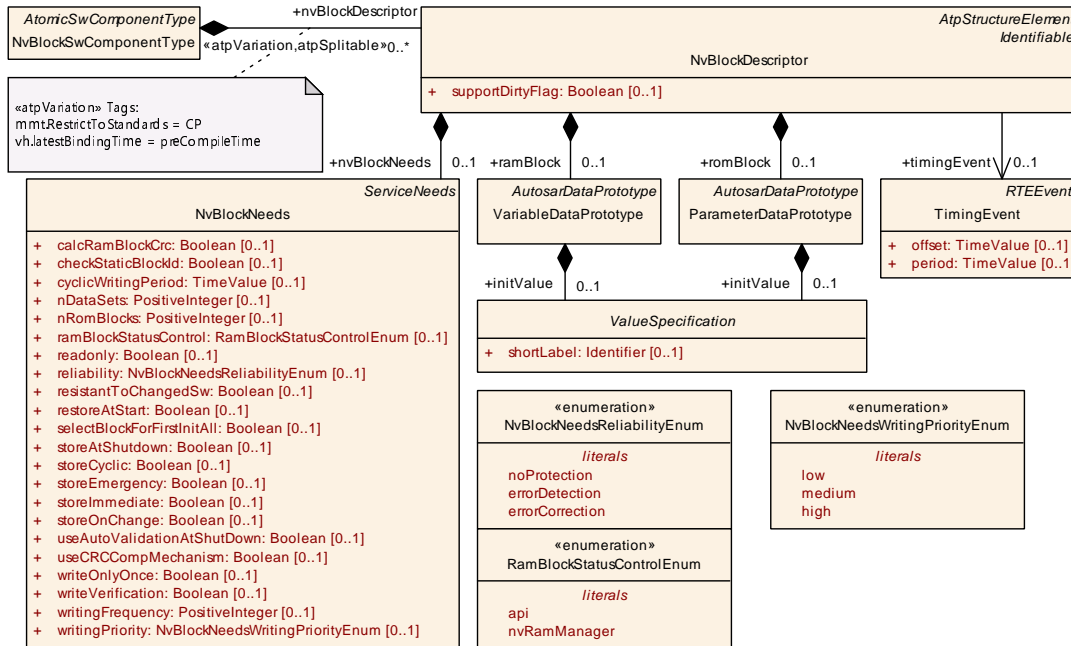 AtomicSwComponentType
NvBlockSwComponentType
+nvBlockDescriptor
«atpVariation,atpSplitable» 0..*
AtpStructureElement
Identifiable
NvBlockDescriptor
+ supportDirtyFlag: Boolean [0..1]
«atpVariation» Tags:
mmt.RestrictToStandards = CP
vh.latestBindingTime = preCompileTime
+nvBlockNeeds 0..1
+ramBlock 0..1
+romBlock 0..1
+timingEvent 0..1
ServiceNeeds
NvBlockNeeds
+ calcRamBlockCrc: Boolean [0..1]
+ checkStaticBlockId: Boolean [0..1]
+ cyclicWritingPeriod: TimeValue [0..1]
+ nDataSets: PositiveInteger [0..1]
+ nRomBlocks: PositiveInteger [0..1]
+ ramBlockStatusControl: RamBlockStatusControlEnum [0..1]
+ readonly: Boolean [0..1]
+ reliability: NvBlockNeedsReliabilityEnum [0..1]
+ resistantToChangedSw: Boolean [0..1]
+ restoreAtStart: Boolean [0..1]
+ selectBlockForFirstInitAll: Boolean [0..1]
+ storeAtShutdown: Boolean [0..1]
+ storeCyclic: Boolean [0..1]
+ storeEmergency: Boolean [0..1]
+ storeImmediate: Boolean [0..1]
+ storeOnChange: Boolean [0..1]
+ useAutoValidationAtShutDown: Boolean [0..1]
+ useCRCCompMechanism: Boolean [0..1]
+ writeOnlyOnce: Boolean [0..1]
+ writeVerification: Boolean [0..1]
+ writingFrequency: PositiveInteger [0..1]
+ writingPriority: NvBlockNeedsWritingPriorityEnum [0..1]
AutosarDataPrototype
VariableDataPrototype
AutosarDataPrototype
ParameterDataPrototype
RTEEvent
TimingEvent
+ offset: TimeValue [0..1]
+ period: TimeValue [0..1]
+initValue 0..1
+initValue 0..1
ValueSpecification
+ shortLabel: Identifier [0..1]
«enumeration»
NvBlockNeedsReliabilityEnum
literals
noProtection
errorDetection
errorCorrection
«enumeration»
NvBlockNeedsWritingPriorityEnum
literals
low
medium
high
«enumeration»
RamBlockStatusControlEnum
literals
api
nvRamManager